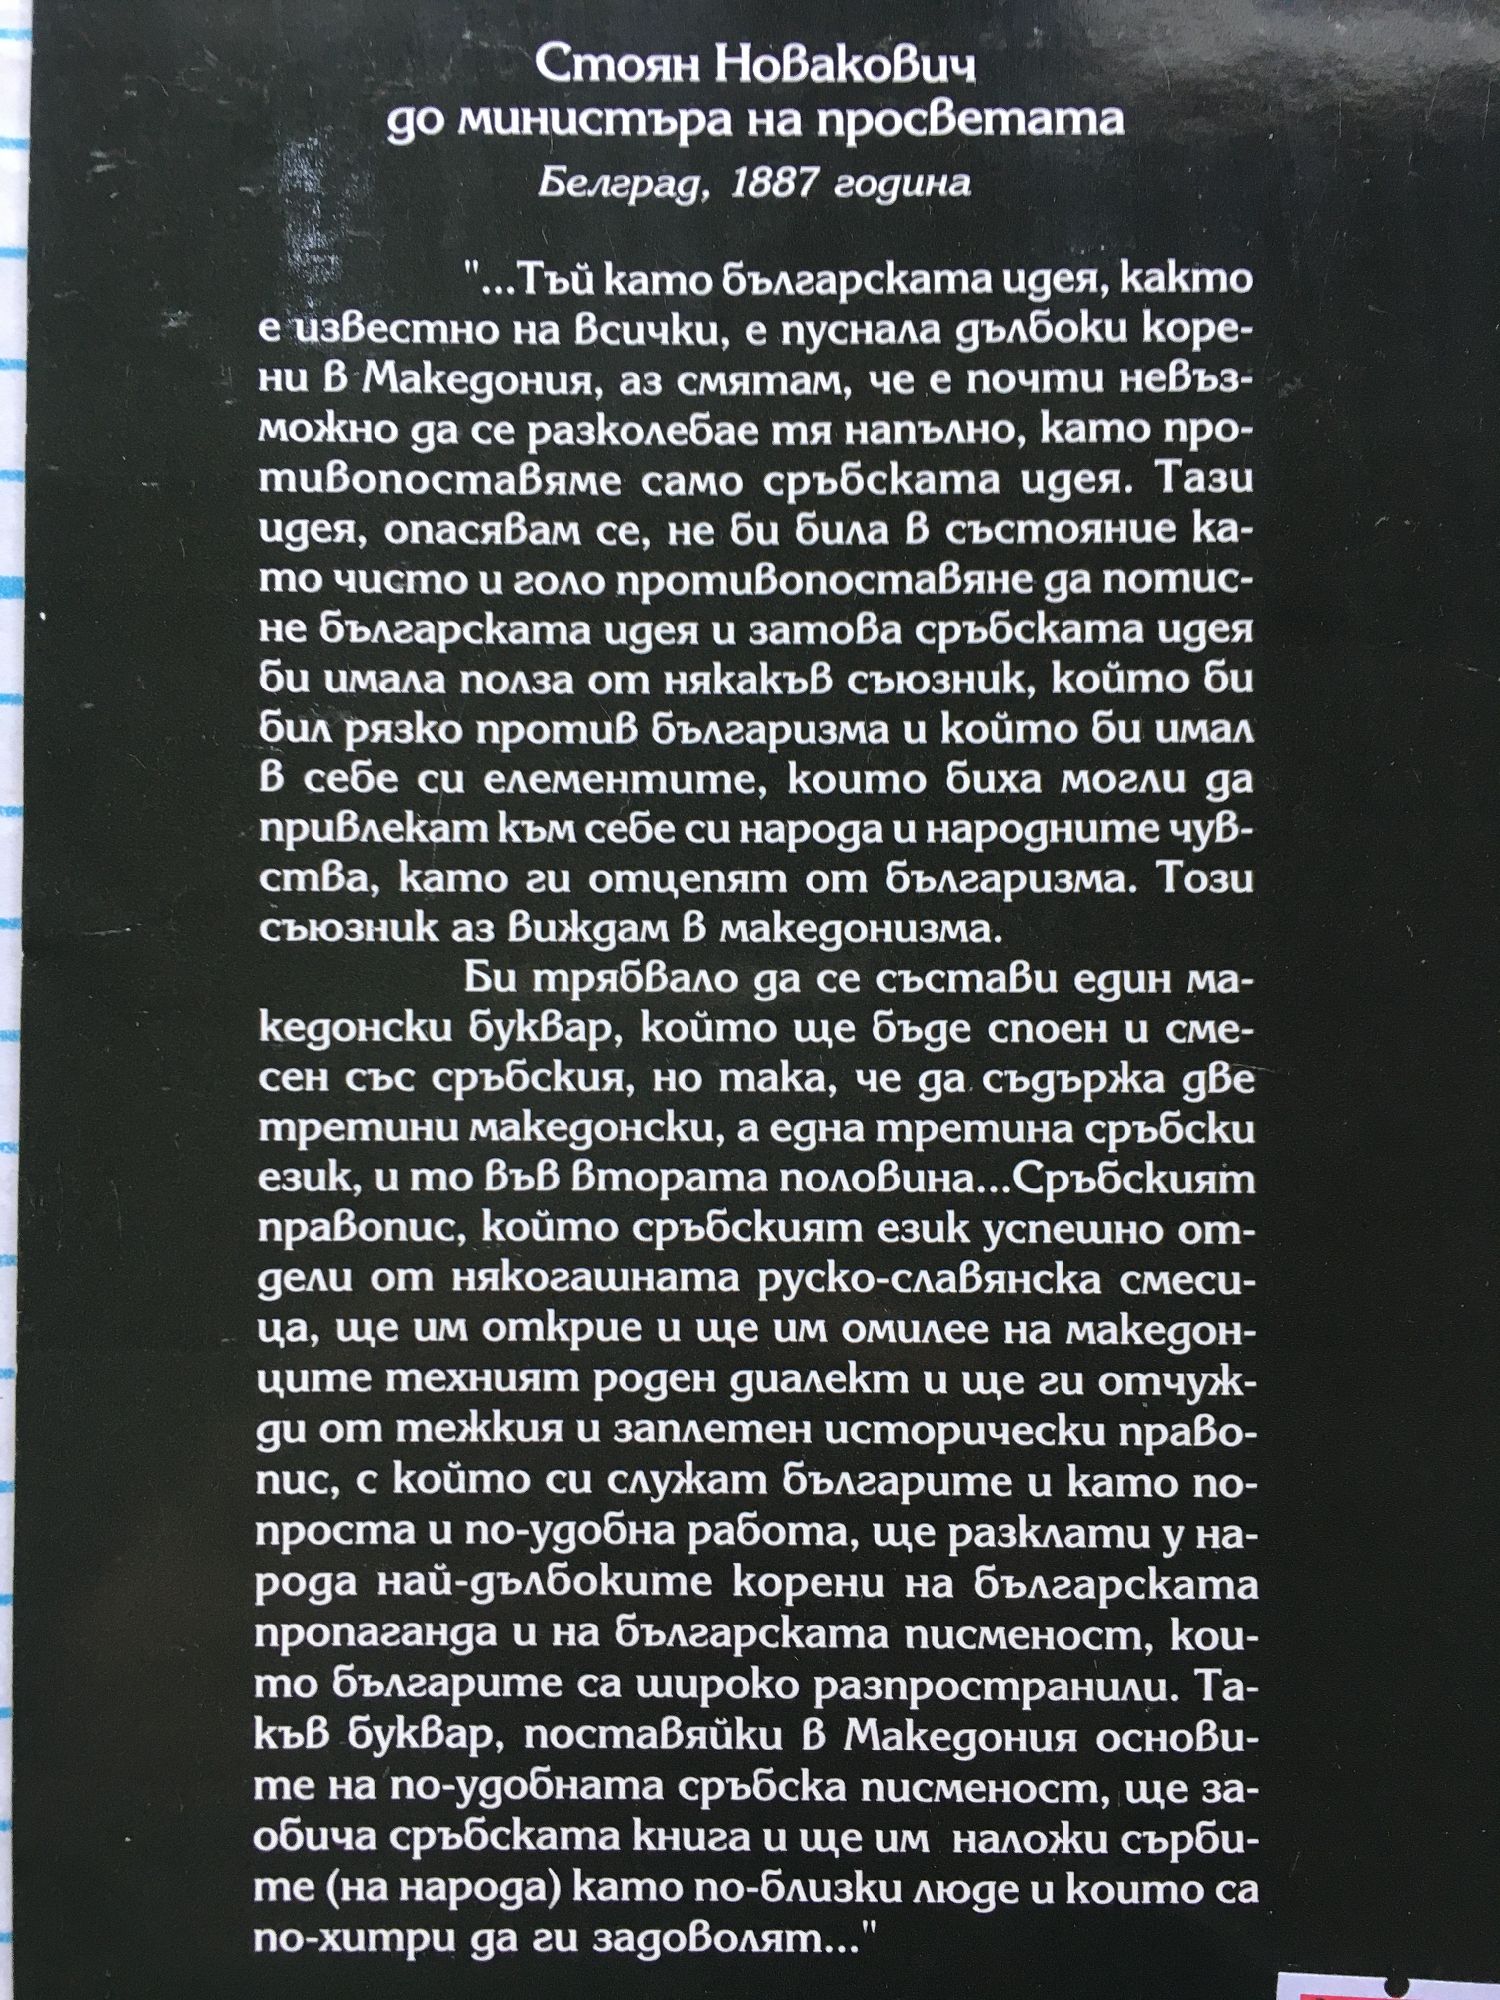 Стоян Новакович
до министъра на просветата
Белград, 1887 година
"...Тъй като българската идея, както
е известно на всички, е пуснала дълбоки коре-
ни в Македония, аз смятам, че е почти невъз-
можно да се разколебае тя напълно, като про-
тивопоставяме само сръбската идея. Тази
идея, опасявам се, не би била в състояние ка-
то чисто и голо противопоставяне да потис-
не българската идея и затова сръбската идея
би имала полза от някакъв съюзник, който би
бил рязко против българизма и който би имал
в себе си елементите, които биха могли да
привлекат към себе си народа и народните чув-
ства, като ги отцепят от българизма. Този
съюзник аз виждам в македонизма.
Би трябвало да се състави един ма-
кедонски буквар, който ще бъде споен и сме-
сен със сръбския, но така, че да съдържа две
третини македонски, а една третина сръбски
език, и то във втората половина...Сръбският
правопис, който сръбският език успешно от-
дели от някогашната руско-славянска смеси-
ца, ще им открие и ще им омилее на македон-
ците техният роден диалект и ще ги отчуж-
ди от тежкия и заплетен исторически право-
пис, с който си служат българите и като по-
проста и по-удобна работа, ще разклати у на-
рода най-дълбоките корени на българската
пропаганда и на българската писменост, кои-
то българите са широко разпространили. Та-
къв буквар, поставяйки в Македония основи-
те на по-удобната сръбска писменост, ще за-
обича сръбската книга и ще им наложи сърби-
те (на народа) като по-близки люде и които са
по-хитри да ги задоволят..."